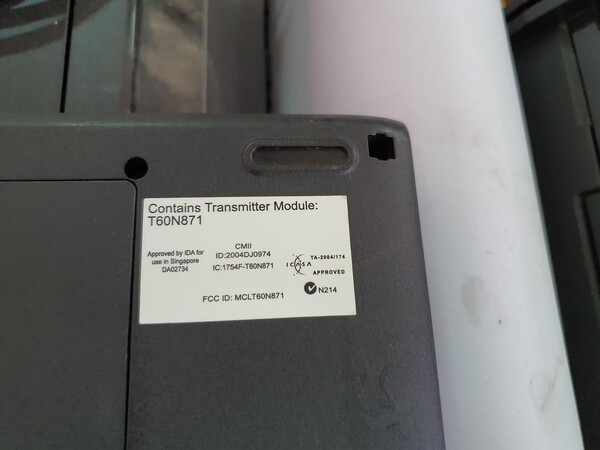 Contains Transmitter Module:
T60N871
Approved by IDA for
use in Singapore
DA02734
CMII
ID:2004DJ0974
IC:1754F-T60N871
ICASA
TA-2004/174
APPROVED
N214
FCC ID: MCLT60N871